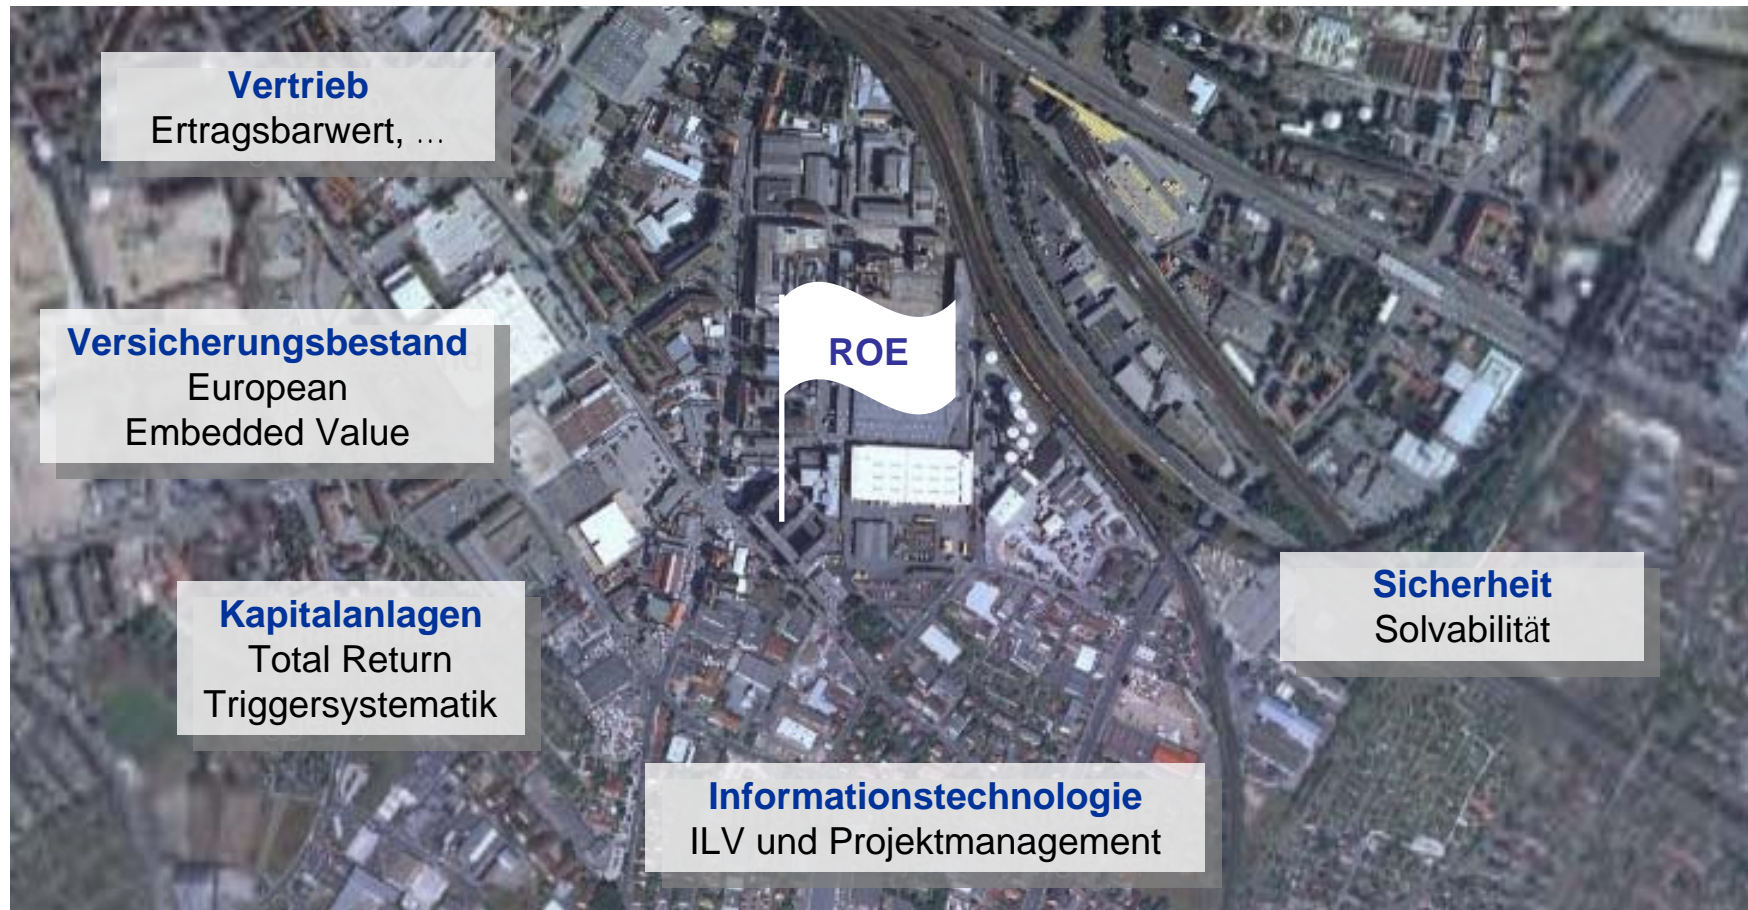 Vertrieb
Ertragsbarwert, ...
Versicherungsbestand
European
Embedded Value
ROE
Kapitalanlagen
Total Return
Triggersystematik
Sicherheit
Solvabilität
Informationstechnologie
ILV und Projektmanagement